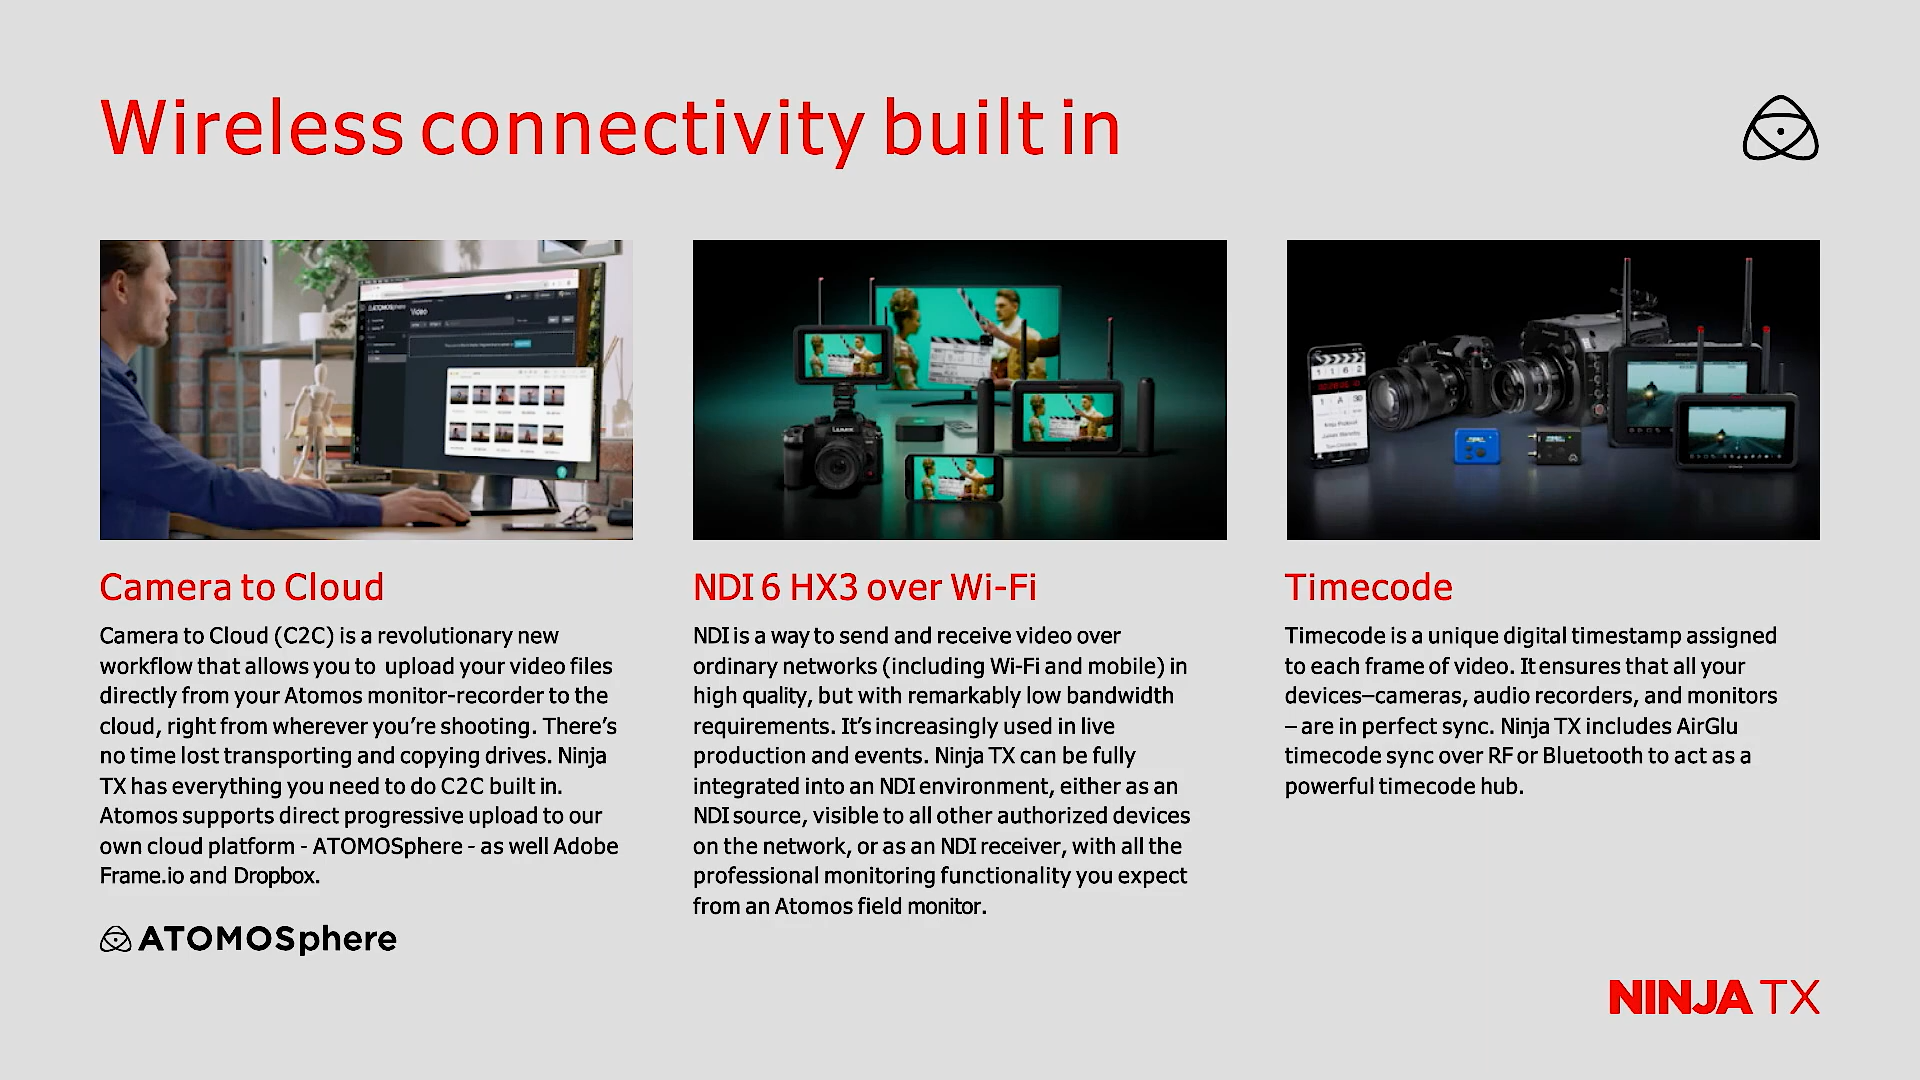 Wireless connectivity built in
ATOMOSphere
Video
LUMIX
Camera to Cloud
Camera to Cloud (C2C) is a revolutionary new
workflow that allows you to upload your video files
directly from your Atomos monitor-recorder to the
cloud, right from wherever you’re shooting. There’s
no time lost transporting and copying drives. Ninja
TX has everything you need to do C2C built in.
Atomos supports direct progressive upload to our
own cloud platform - ATOMOSphere - as well Adobe
Frame.io and Dropbox.
ATOMOSphere
NDI 6 HX3 over Wi-Fi
NDI is a way to send and receive video over
ordinary networks (including Wi-Fi and mobile) in
high quality, but with remarkably low bandwidth
requirements. It’s increasingly used in live
production and events. Ninja TX can be fully
integrated into an NDI environment, either as an
NDI source, visible to all other authorized devices
on the network, or as an NDI receiver, with all the
professional monitoring functionality you expect
from an Atomos field monitor.
Timecode
Timecode is a unique digital timestamp assigned
to each frame of video. It ensures that all your
devices–cameras, audio recorders, and monitors
– are in perfect sync. Ninja TX includes AirGlu
timecode sync over RF or Bluetooth to act as a
powerful timecode hub.
NINJA TX